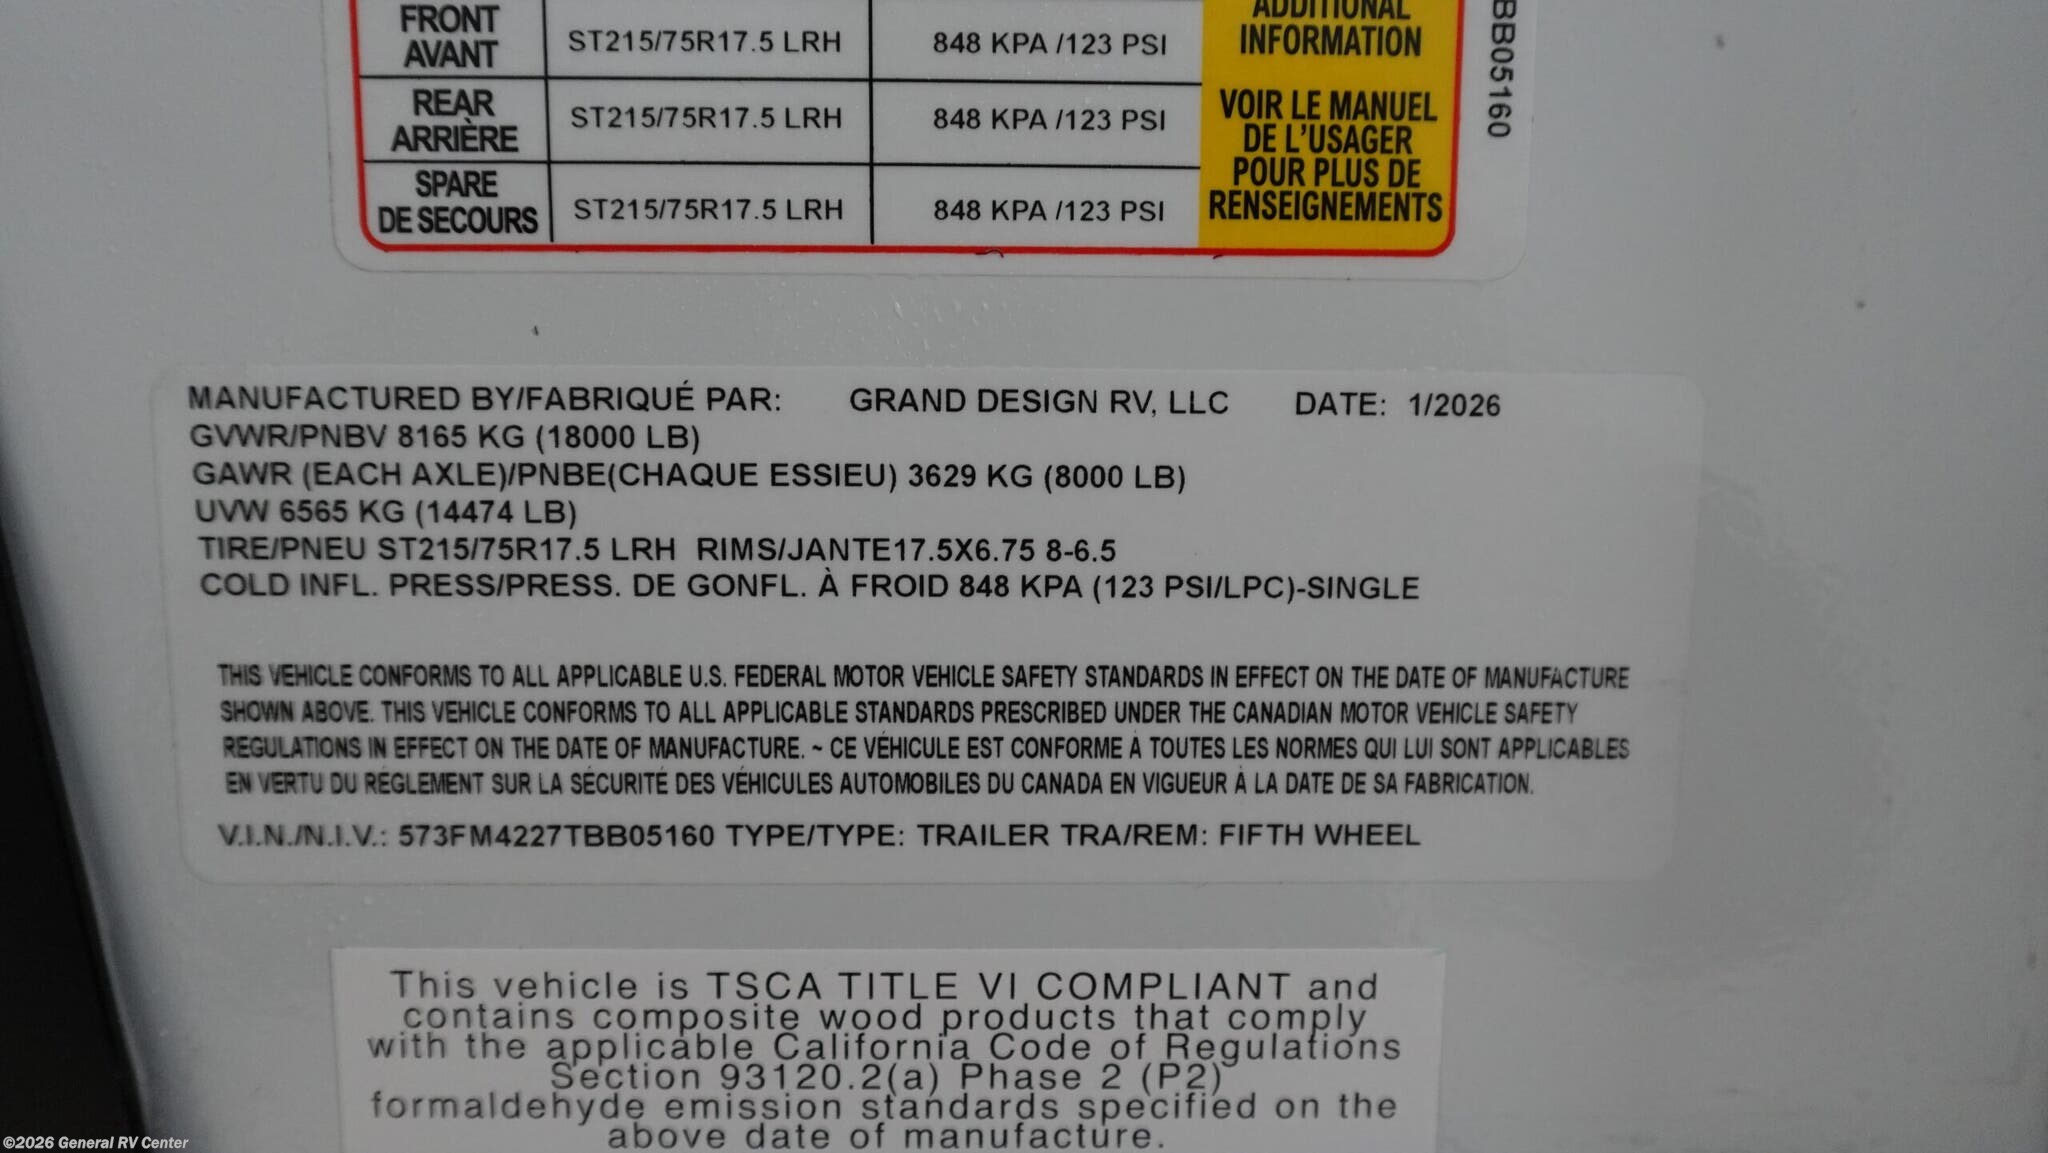 FRONT
AVANT
ST215/75R17.5 LRH
848 KPA /123 PSI
REAR
ARRIÈRE
ST215/75R17.5 LRH
848 KPA /123 PSI
SPARE
DE SECOURS
ST215/75R17.5 LRH
848 KPA /123 PSI
ADDITIONAL
INFORMATION
VOIR LE MANUEL
DE L'USAGER
POUR PLUS DE
RENSEIGNEMENTS
BB05160
MANUFACTURED BY/FABRIQUÉ PAR: GRAND DESIGN RV, LLC DATE: 1/2026
GVWR/PNBV 8165 KG (18000 LB)
GAWR (EACH AXLE)/PNBE(CHAQUE ESSIEU) 3629 KG (8000 LB)
UVW 6565 KG (14474 LB)
TIRE/PNEU ST215/75R17.5 LRH RIMS/JANTE17.5X6.75 8-6.5
COLD INFL. PRESS/PRESS. DE GONFL. À FROID 848 KPA (123 PSI/LPC)-SINGLE
THIS VEHICLE CONFORMS TO ALL APPLICABLE U.S. FEDERAL MOTOR VEHICLE SAFETY STANDARDS IN EFFECT ON THE DATE OF MANUFACTURE
SHOWN ABOVE. THIS VEHICLE CONFORMS TO ALL APPLICABLE STANDARDS PRESCRIBED UNDER THE CANADIAN MOTOR VEHICLE SAFETY
REGULATIONS IN EFFECT ON THE DATE OF MANUFACTURE. ~ CE VÉHICULE EST CONFORME À TOUTES LES NORMES QUI LUI SONT APPLICABLES
EN VERTU DU RÉGLEMENT SUR LA SÉCURITÉ DES VÉHICULES AUTOMOBILES DU CANADA EN VIGUEUR À LA DATE DE SA FABRICATION.
V.I.N./N.I.V.: 573FM4227TBB05160 TYPE/TYPE: TRAILER TRA/REM: FIFTH WHEEL
This vehicle is TSCA TITLE VI COMPLIANT and
contains composite wood products that comply
with the applicable California Code of Regulations
Section 93120.2(a) Phase 2 (P2)
formaldehyde emission standards specified on the
above date of manufacture.
©2026 General RV Center